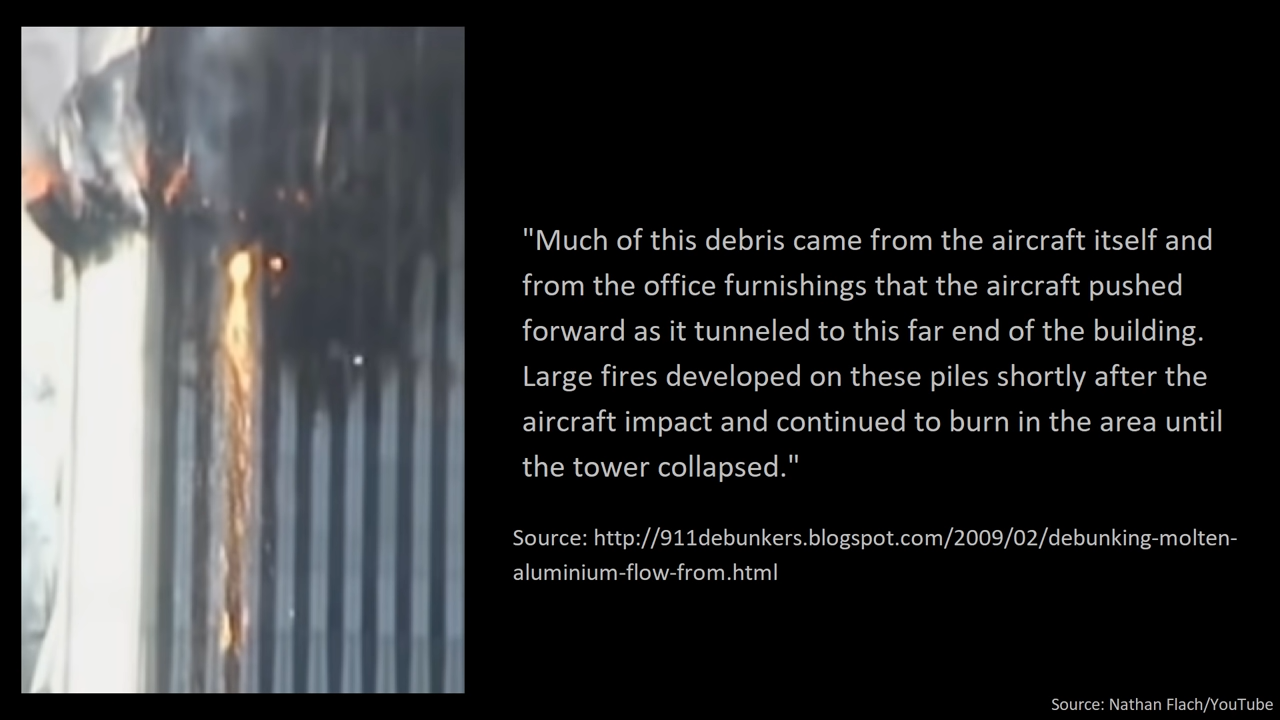 "Much of this debris came from the aircraft itself and
from the office furnishings that the aircraft pushed
forward as it tunneled to this far end of the building.
Large fires developed on these piles shortly after the
aircraft impact and continued to burn in the area until
the tower collapsed."
Source: http://911debunkers.blogspot.com/2009/02/debunking-molten-
aluminium-flow-from.html
Source: Nathan Flach/YouTube